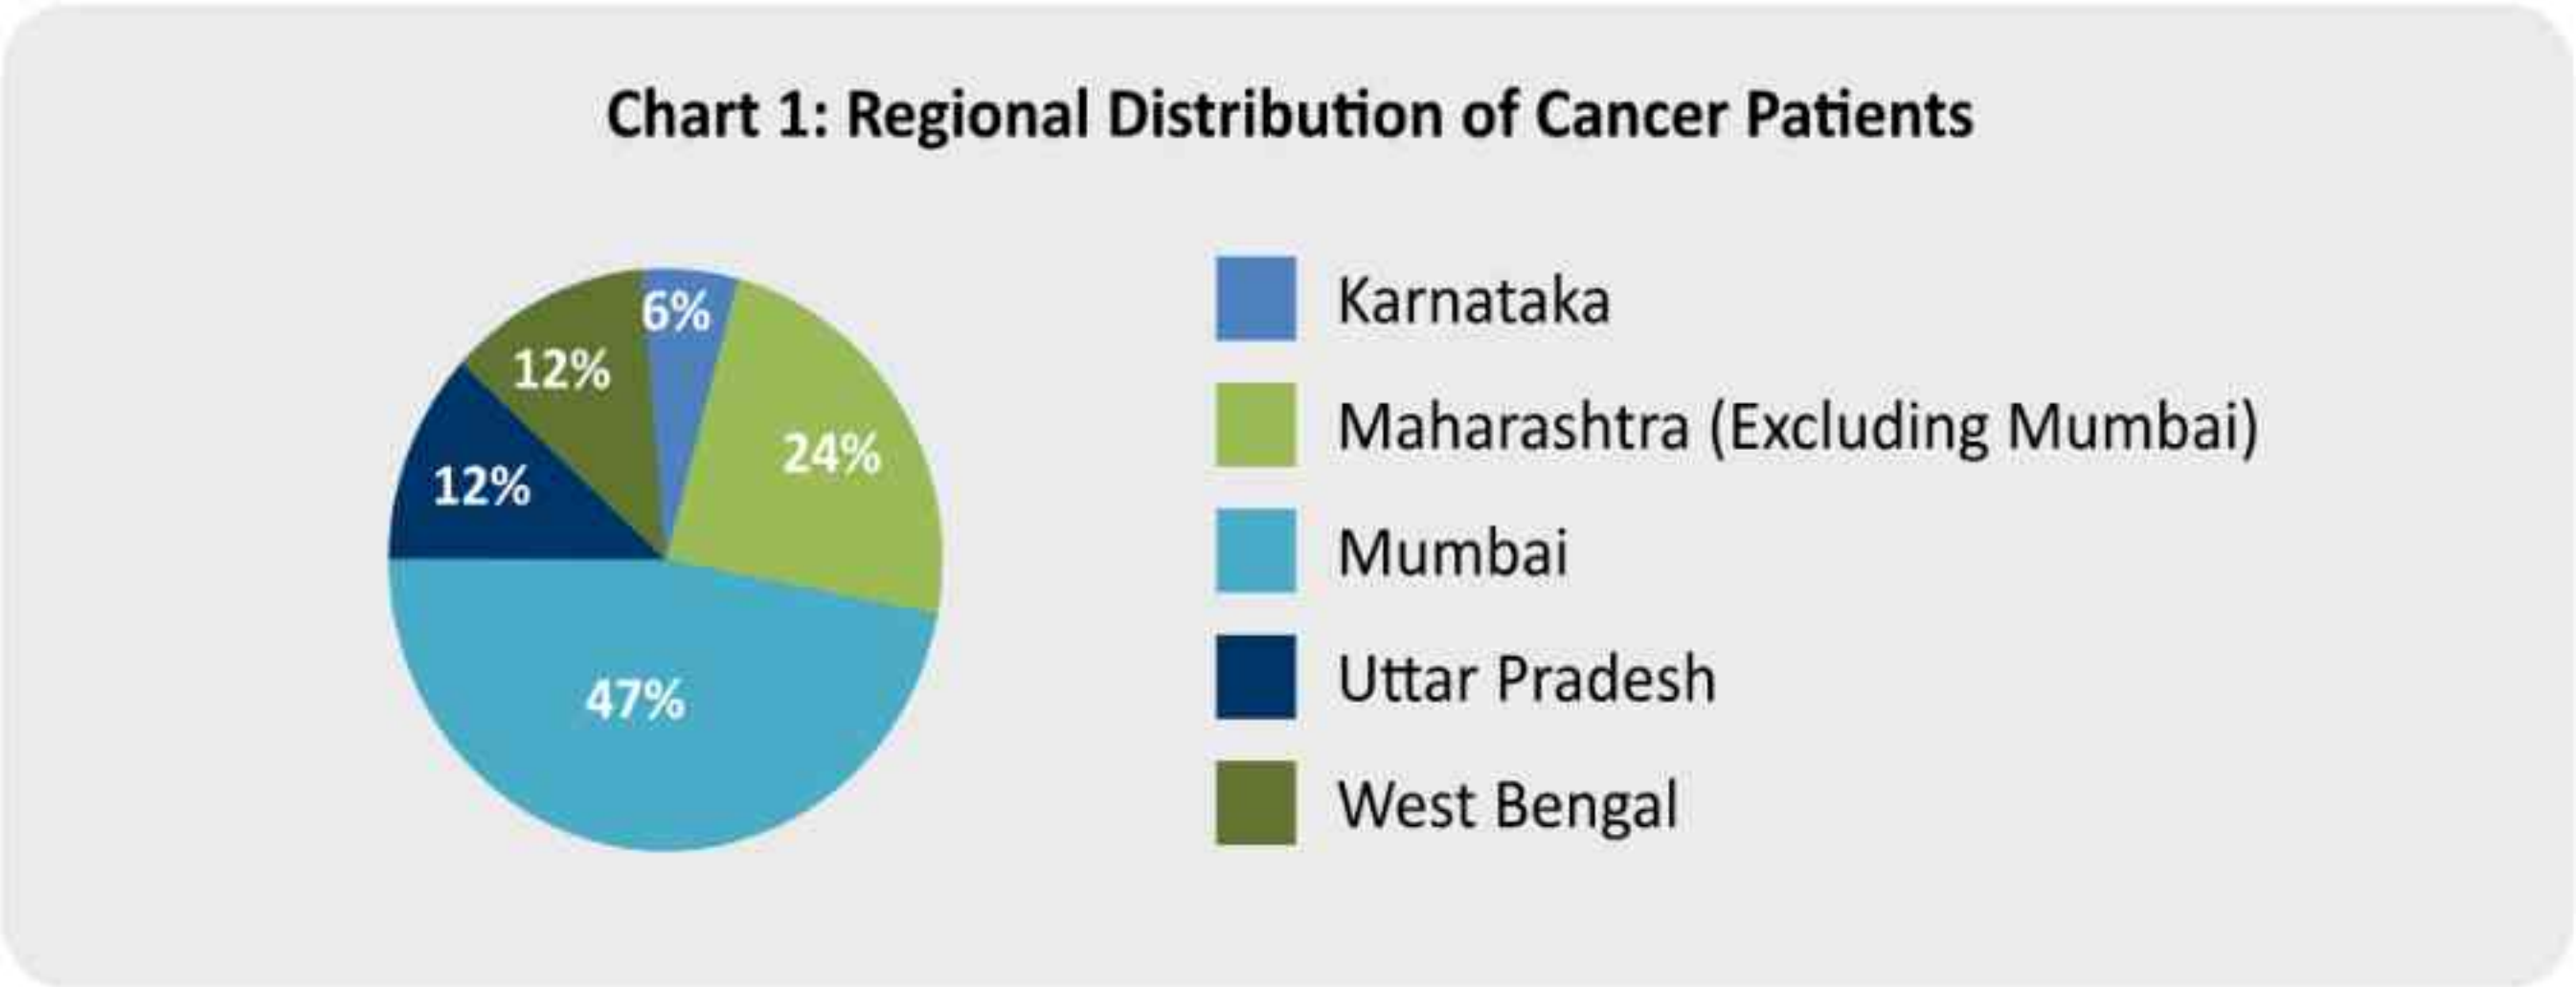 Chart 1: Regional Distribution of Cancer Patients
6%
12%
24%
12%
47%
Karnataka
Maharashtra (Excluding Mumbai)
Mumbai
Uttar Pradesh
West Bengal